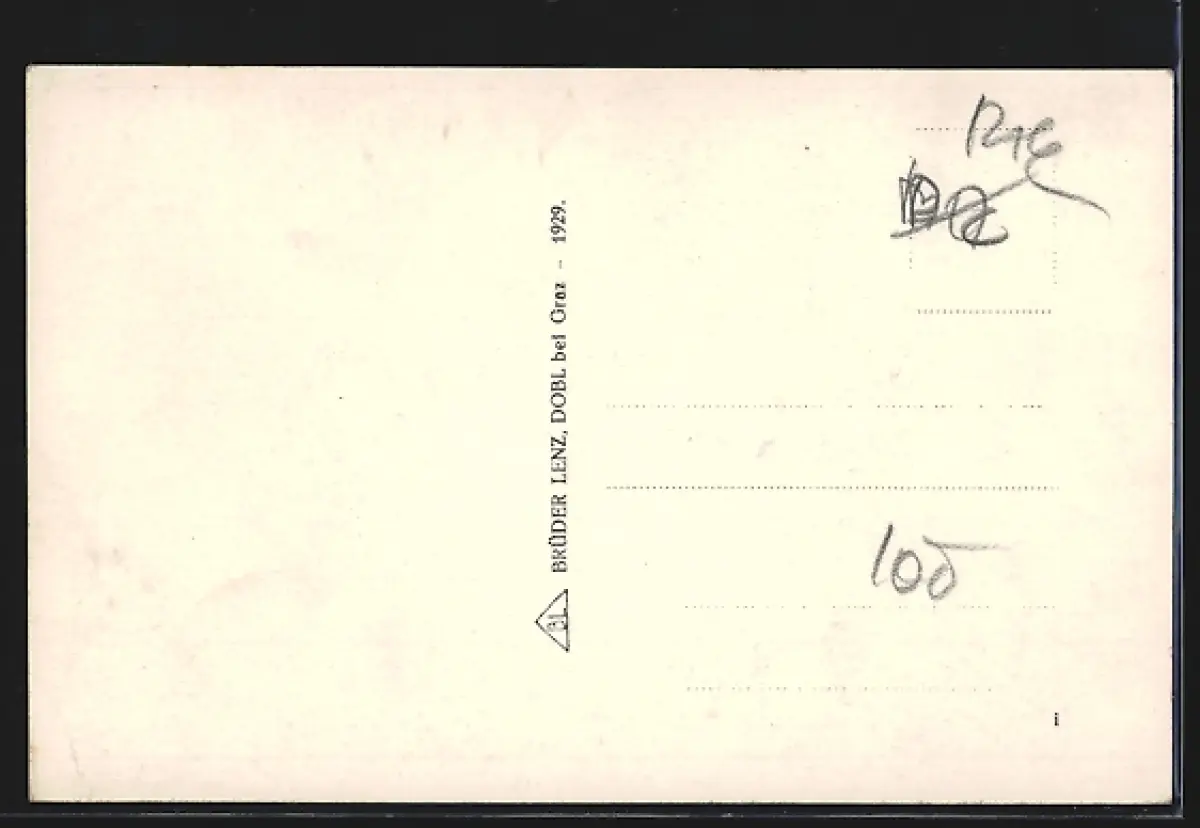 BL BRÜDER LENZ, DOBL bei Graz - 1929.
100
i